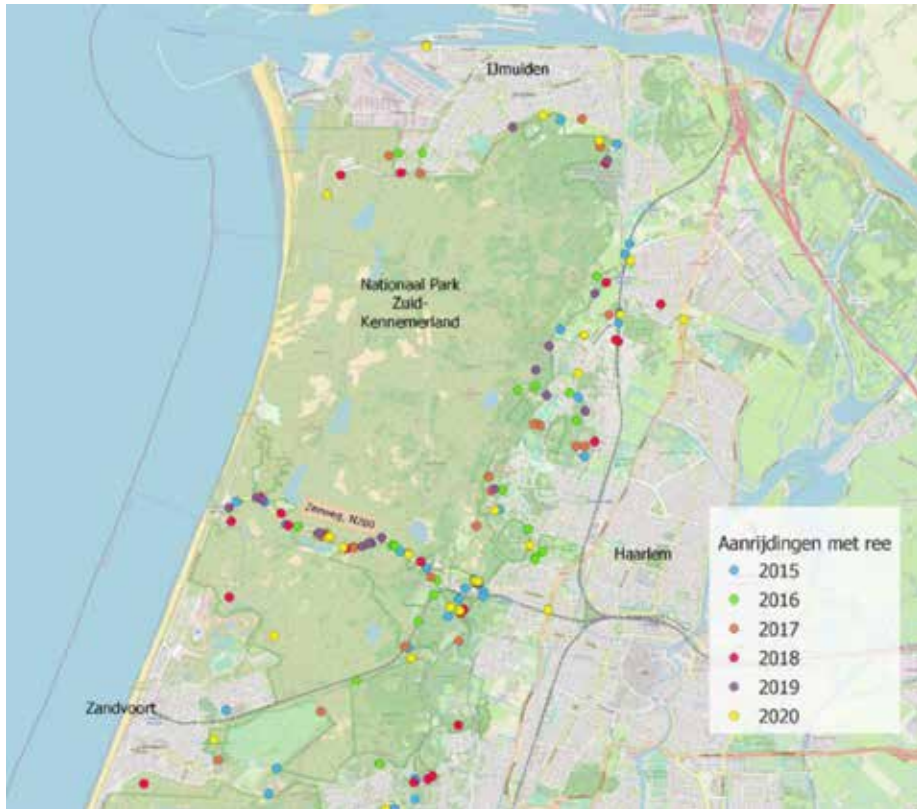 IJmuiden
Nationaal Park
Zuid-
Kennemerland
Zeeweg, N200
Haarlem
Zandvoort
Aanrijdingen met ree
2015
2016
2017
2018
2019
2020